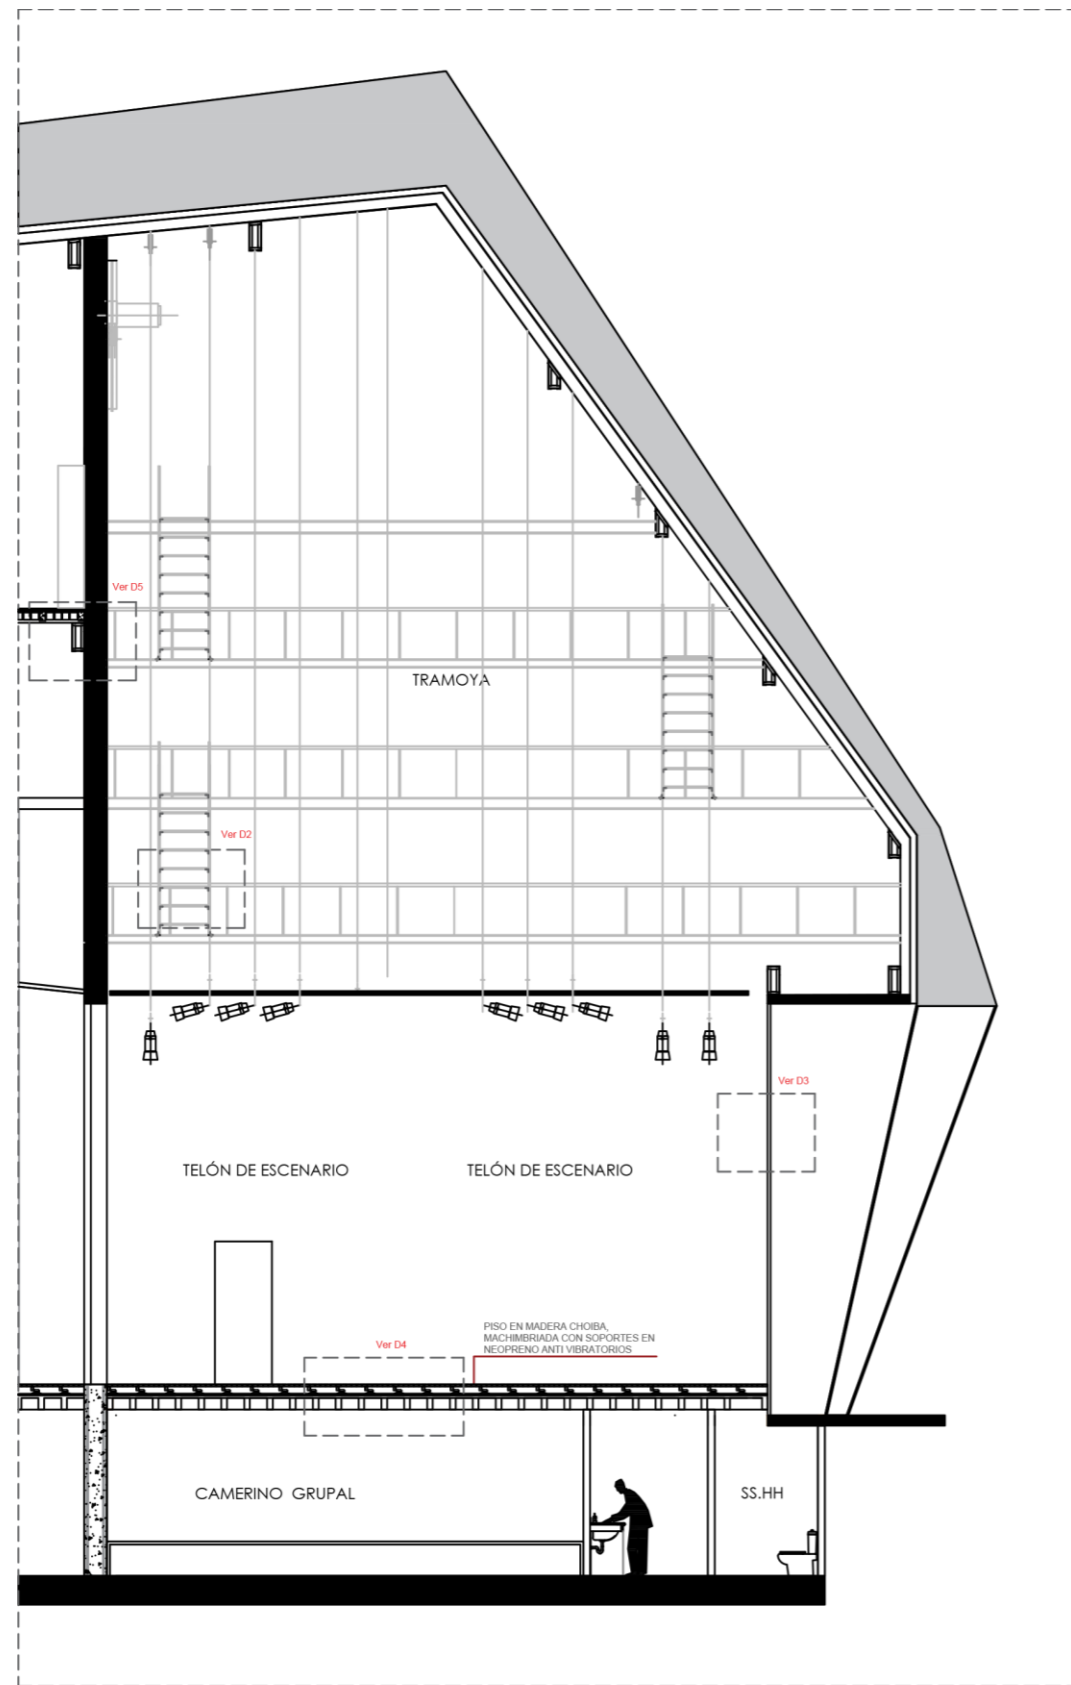 Ver D5
TRAMOYA
Ver D2
Ver D3
TELÓN DE ESCENARIO
TELÓN DE ESCENARIO
PISO EN MADERA CHOIBA,
MACHIMBRIADA CON SOPORTES EN
NEOPRENO ANTI VIBRATORIOS
Ver D4
CAMERINO GRUPAL
SS.HH